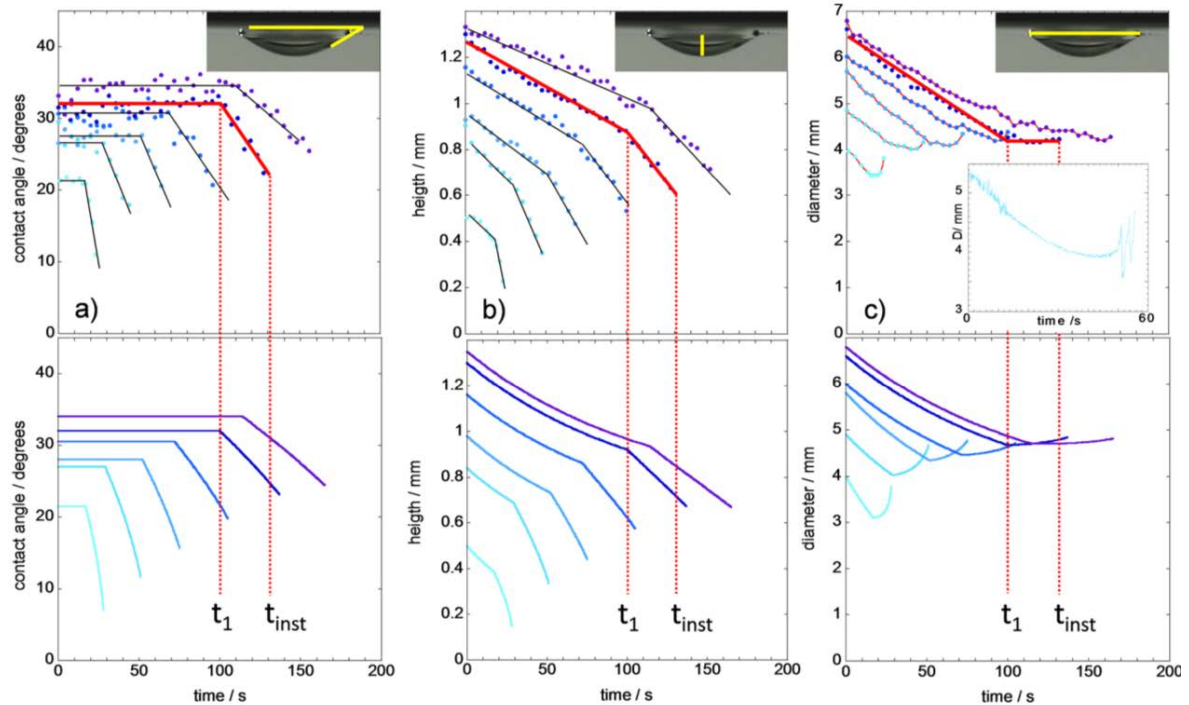 contact angle / degrees
40
30
20
10
0
a)
heigth / mm
1.2
1
0.8
0.6
0.4
0.2
0
b)
diameter / mm
7
6
5
4
3
2
1
0
c)
D/ mm
5
4
3
0
60
time /s
contact angle / degrees
40
30
20
10
0
t1
tinst
0
50
100
150
200
time / s
heigth / mm
1.2
1
0.8
0.6
0.4
0.2
0
t1
tinst
0
50
100
150
200
time / s
diameter / mm
6
5
4
3
2
1
0
t1
tinst
0
50
100
150
200
time / s